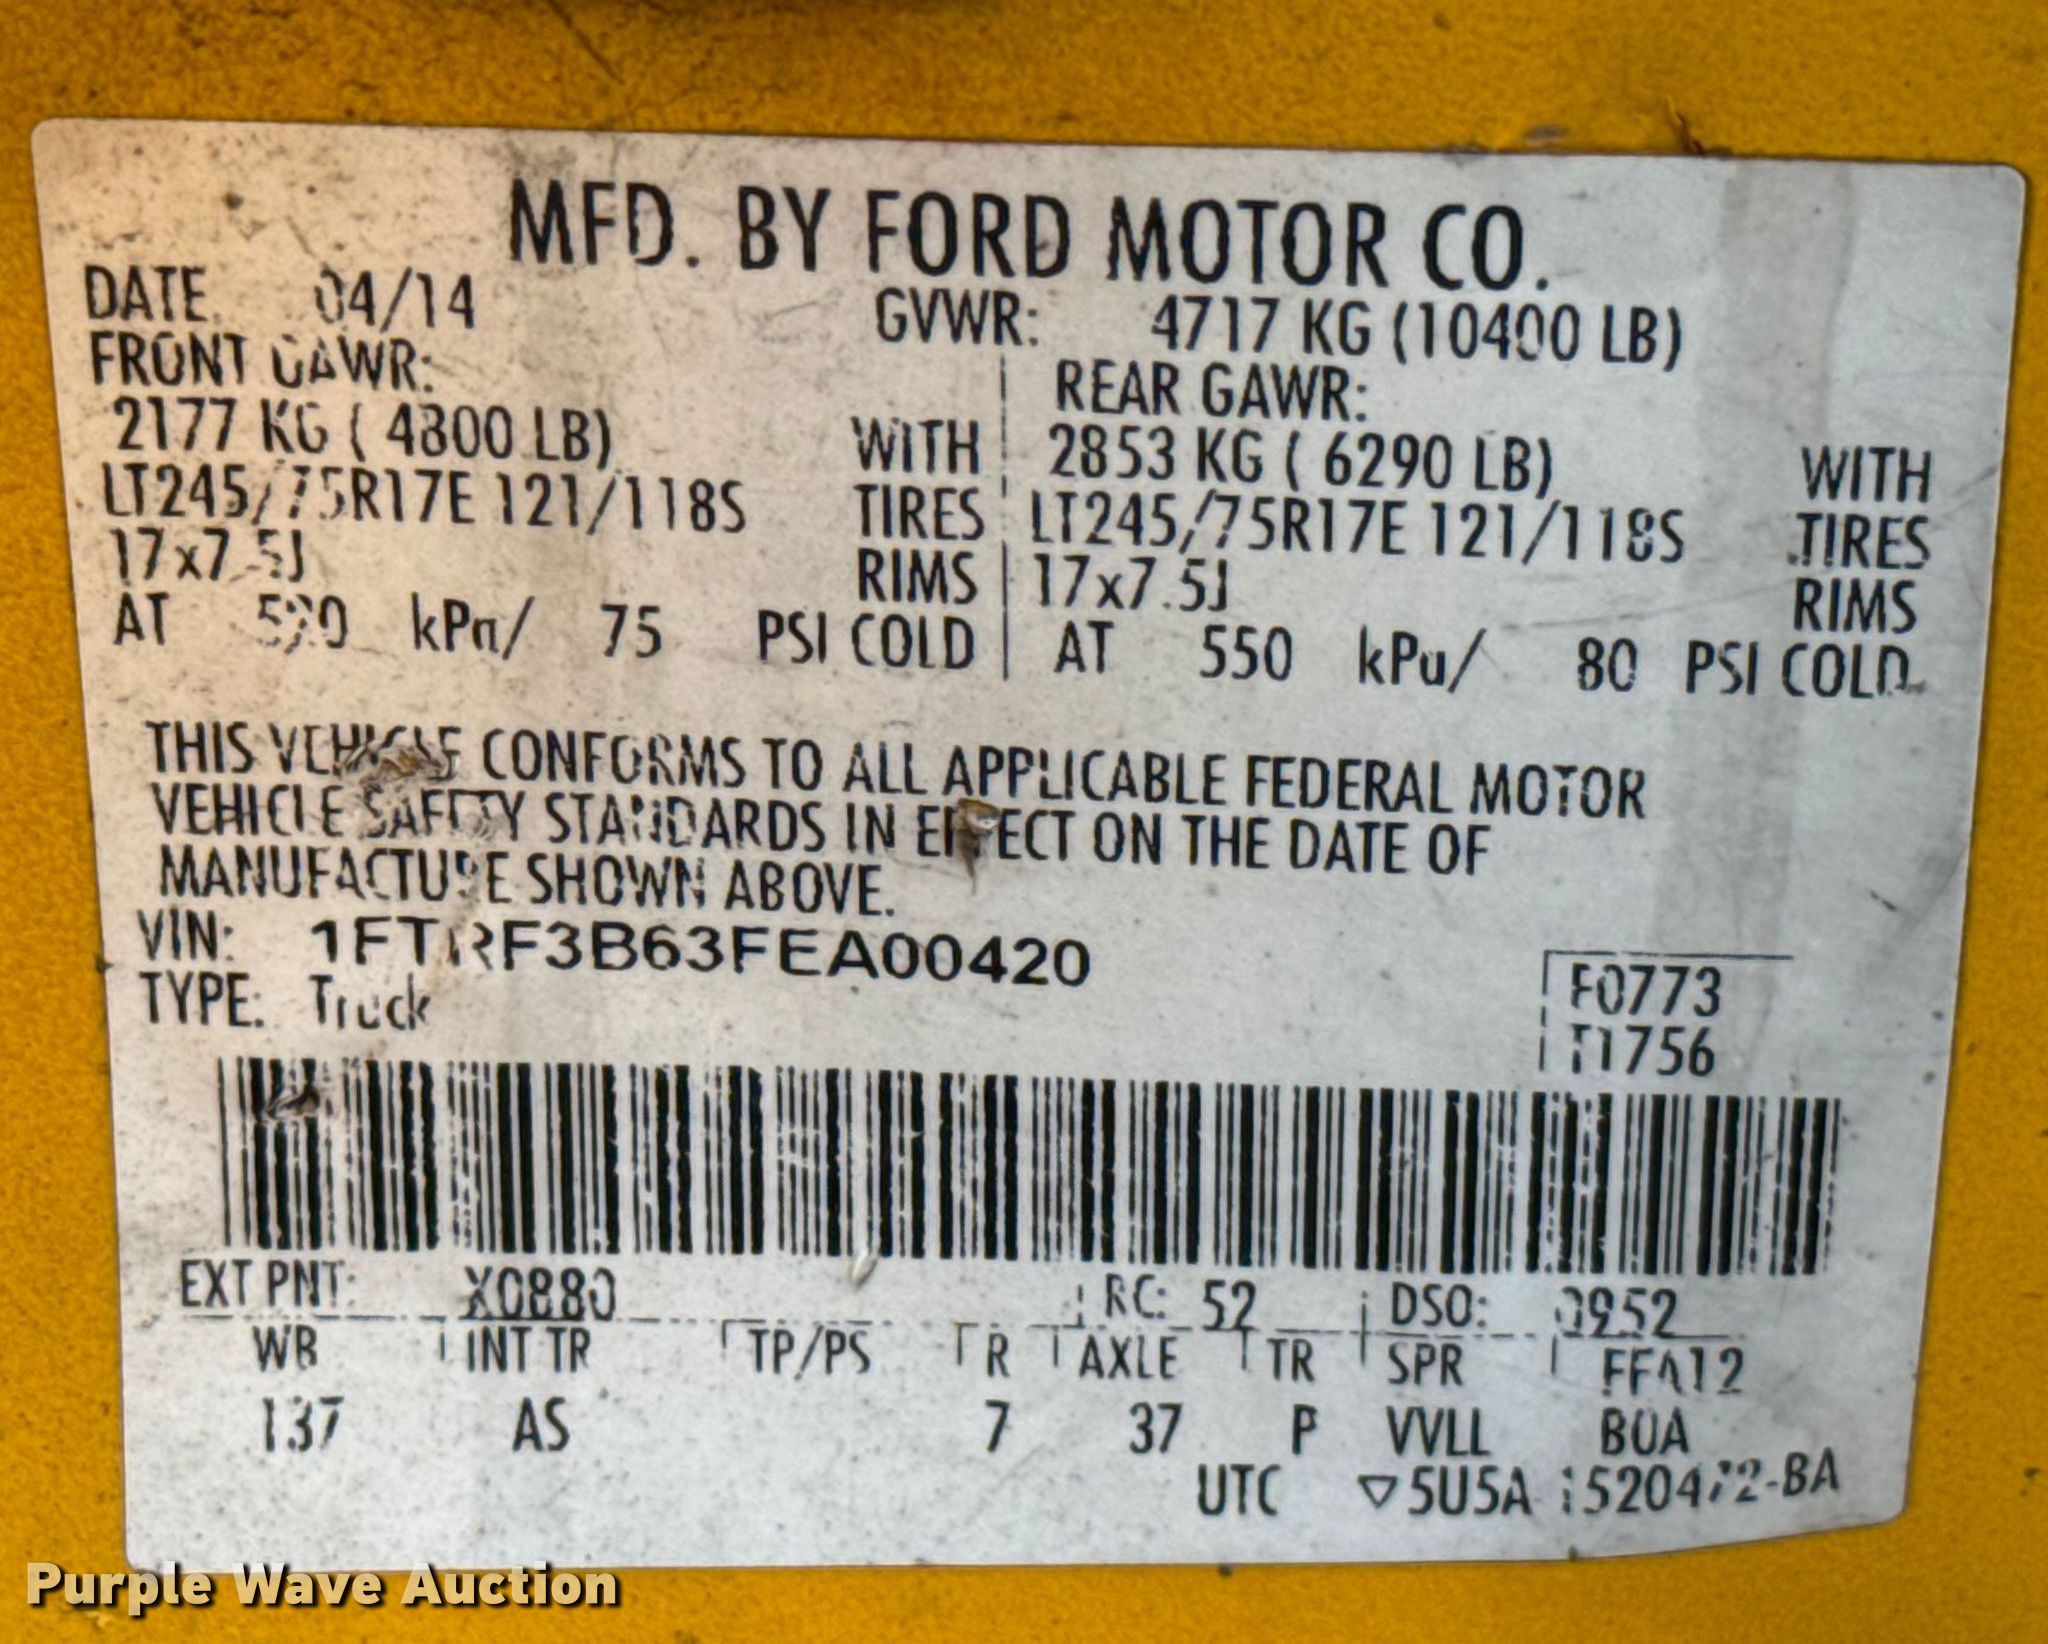 MFD. BY FORD MOTOR CO.
DATE 04/14 GVWR: 4717 KG (10400 LB)
FRONT GAWR: REAR GAWR:
2177 KG ( 4800 LB) WITH 2853 KG ( 6290 LB) WITH
LT245/75R17E 121/118S TIRES LT245/75R17E 121/118S TIRES
17x7.5J RIMS 17x7.5J RIMS
AT 520 kPa/ 75 PSI COLD AT 550 kPa/ 80 PSI COLD
THIS VEHICLE CONFORMS TO ALL APPLICABLE FEDERAL MOTOR
VEHICLE SAFETY STANDARDS IN EFFECT ON THE DATE OF
MANUFACTURE SHOWN ABOVE.
VIN: 1FTRF3B63FEA00420
TYPE: Truck
F0773
T1756
EXT PNT: X0880 RC: 52 DSO: 0952
WB INT TR TP/PS R AXLE TR SPR FFA12
137 AS 7 37 P VVLL BUA
UTC ▽5U5A 1520472-BA
Purple Wave Auction